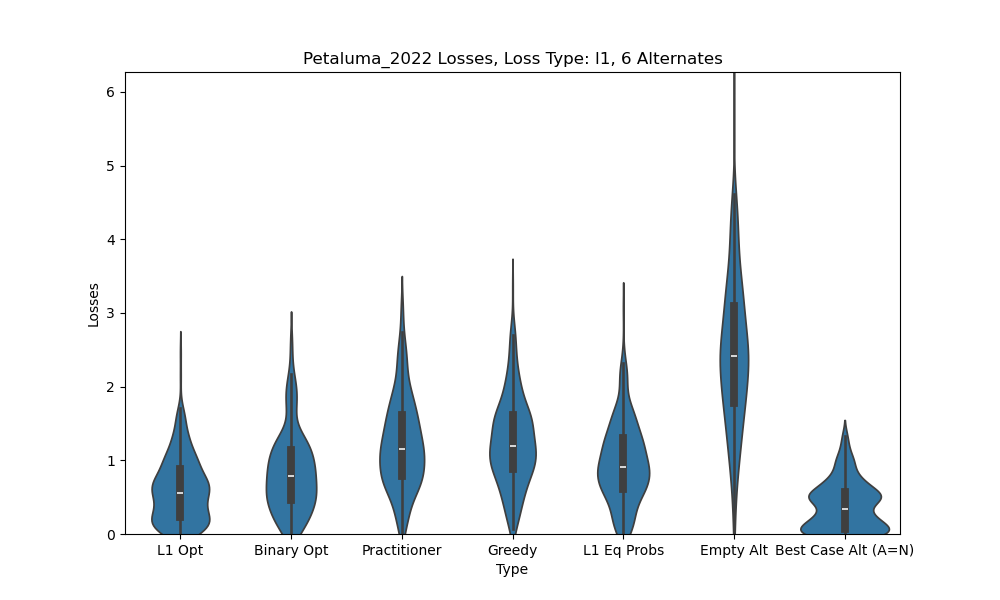 Petaluma_2022 Losses, Loss Type: l1, 6 Alternates
6
5
4
3
2
1
0
Losses
L1 Opt Binary Opt Practitioner Greedy L1 Eq Probs Empty Alt Best Case Alt (A=N)
Type